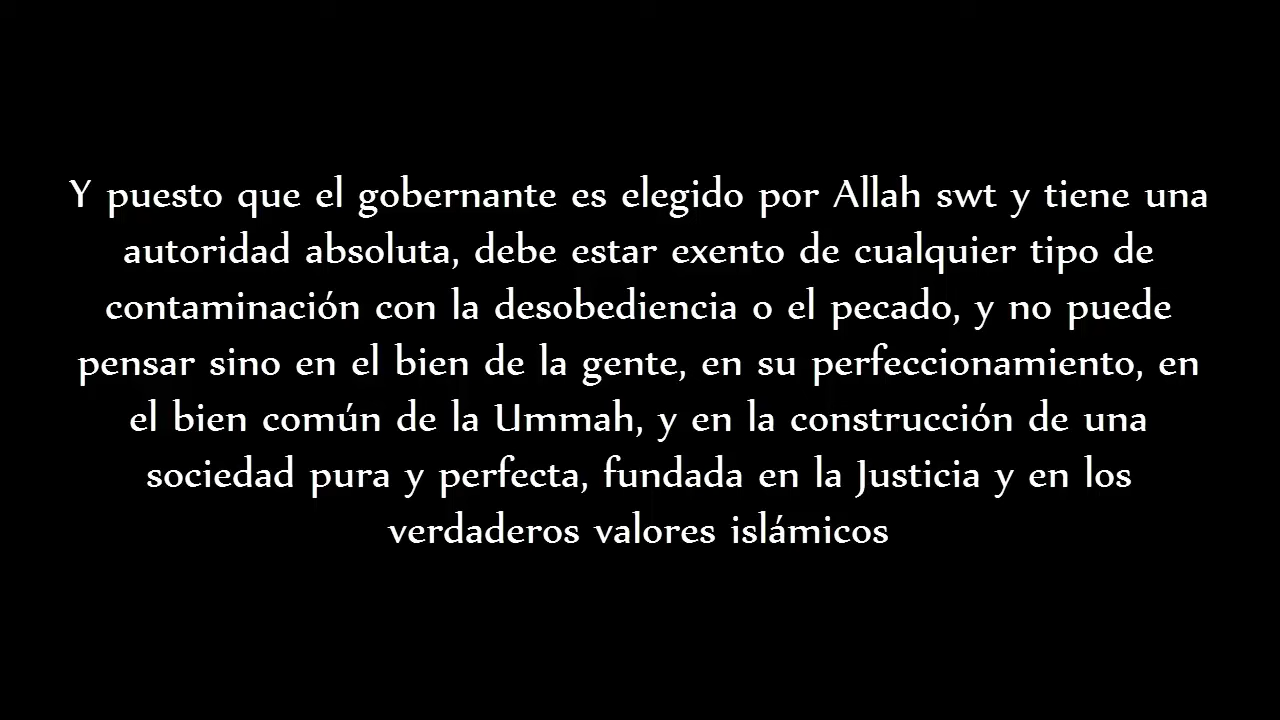 Y puesto que el gobernante es elegido por Allah swt y tiene una
autoridad absoluta, debe estar exento de cualquier tipo de
contaminación con la desobediencia o el pecado, y no puede
pensar sino en el bien de la gente, en su perfeccionamiento, en
el bien común de la Ummah, y en la construcción de una
sociedad pura y perfecta, fundada en la Justicia y en los
verdaderos valores islámicos